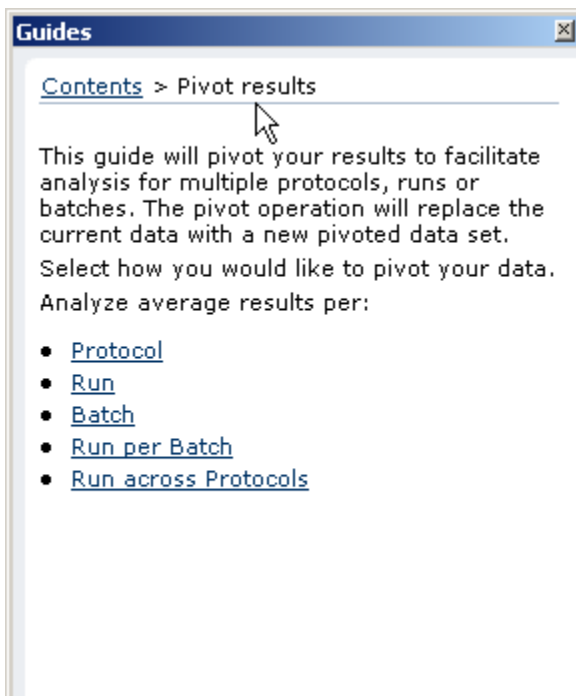 Guides
Contents > Pivot results
This guide will pivot your results to facilitate
analysis for multiple protocols, runs or
batches. The pivot operation will replace the
current data with a new pivoted data set.
Select how you would like to pivot your data.
Analyze average results per:
• Protocol
• Run
• Batch
• Run per Batch
• Run across Protocols